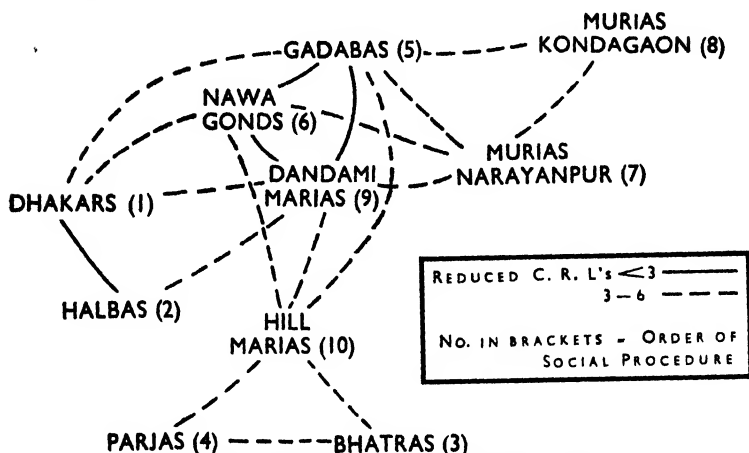 MURIAS
KONDAGAON (8)
GADABAS (5)
NAWA
GONDS (6)
MURIAS
NARAYANPUR (7)
DANDAMI
MARIAS (9)
DHAKARS (1)
HALBAS (2)
HILL
MARIAS (10)
PARJAS (4)
BHATRAS (3)
REDUCED C. R. L's <3
3 – 6
No. IN BRACKETS = ORDER OF
SOCIAL PROCEDURE